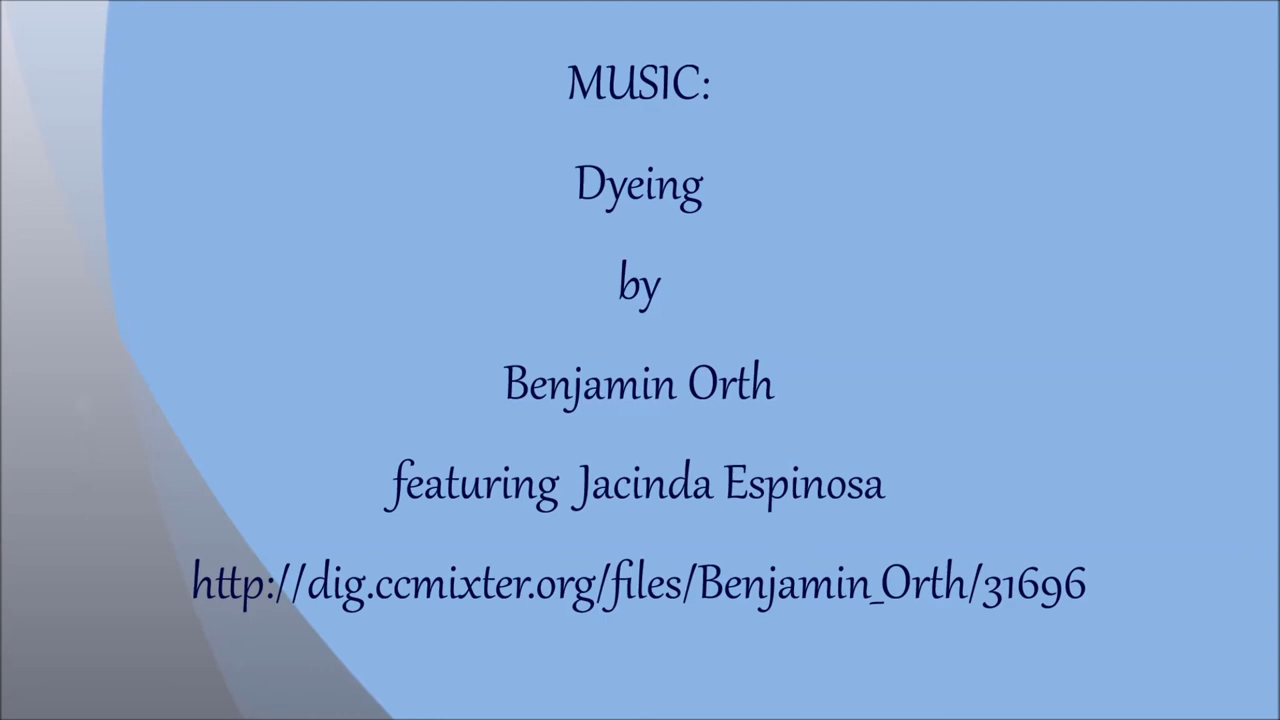 MUSIC:
Dyeing
by
Benjamin Orth
featuring Jacinda Espinosa
http://dig.ccmixter.org/files/Benjamin_Orth/31696